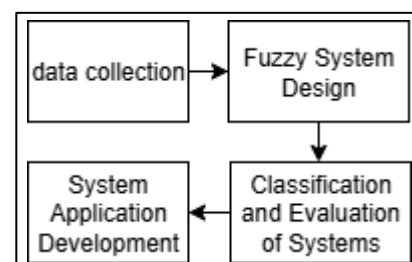 data collection
Fuzzy System
Design
Classification
and Evaluation
of Systems
System
Application
Development